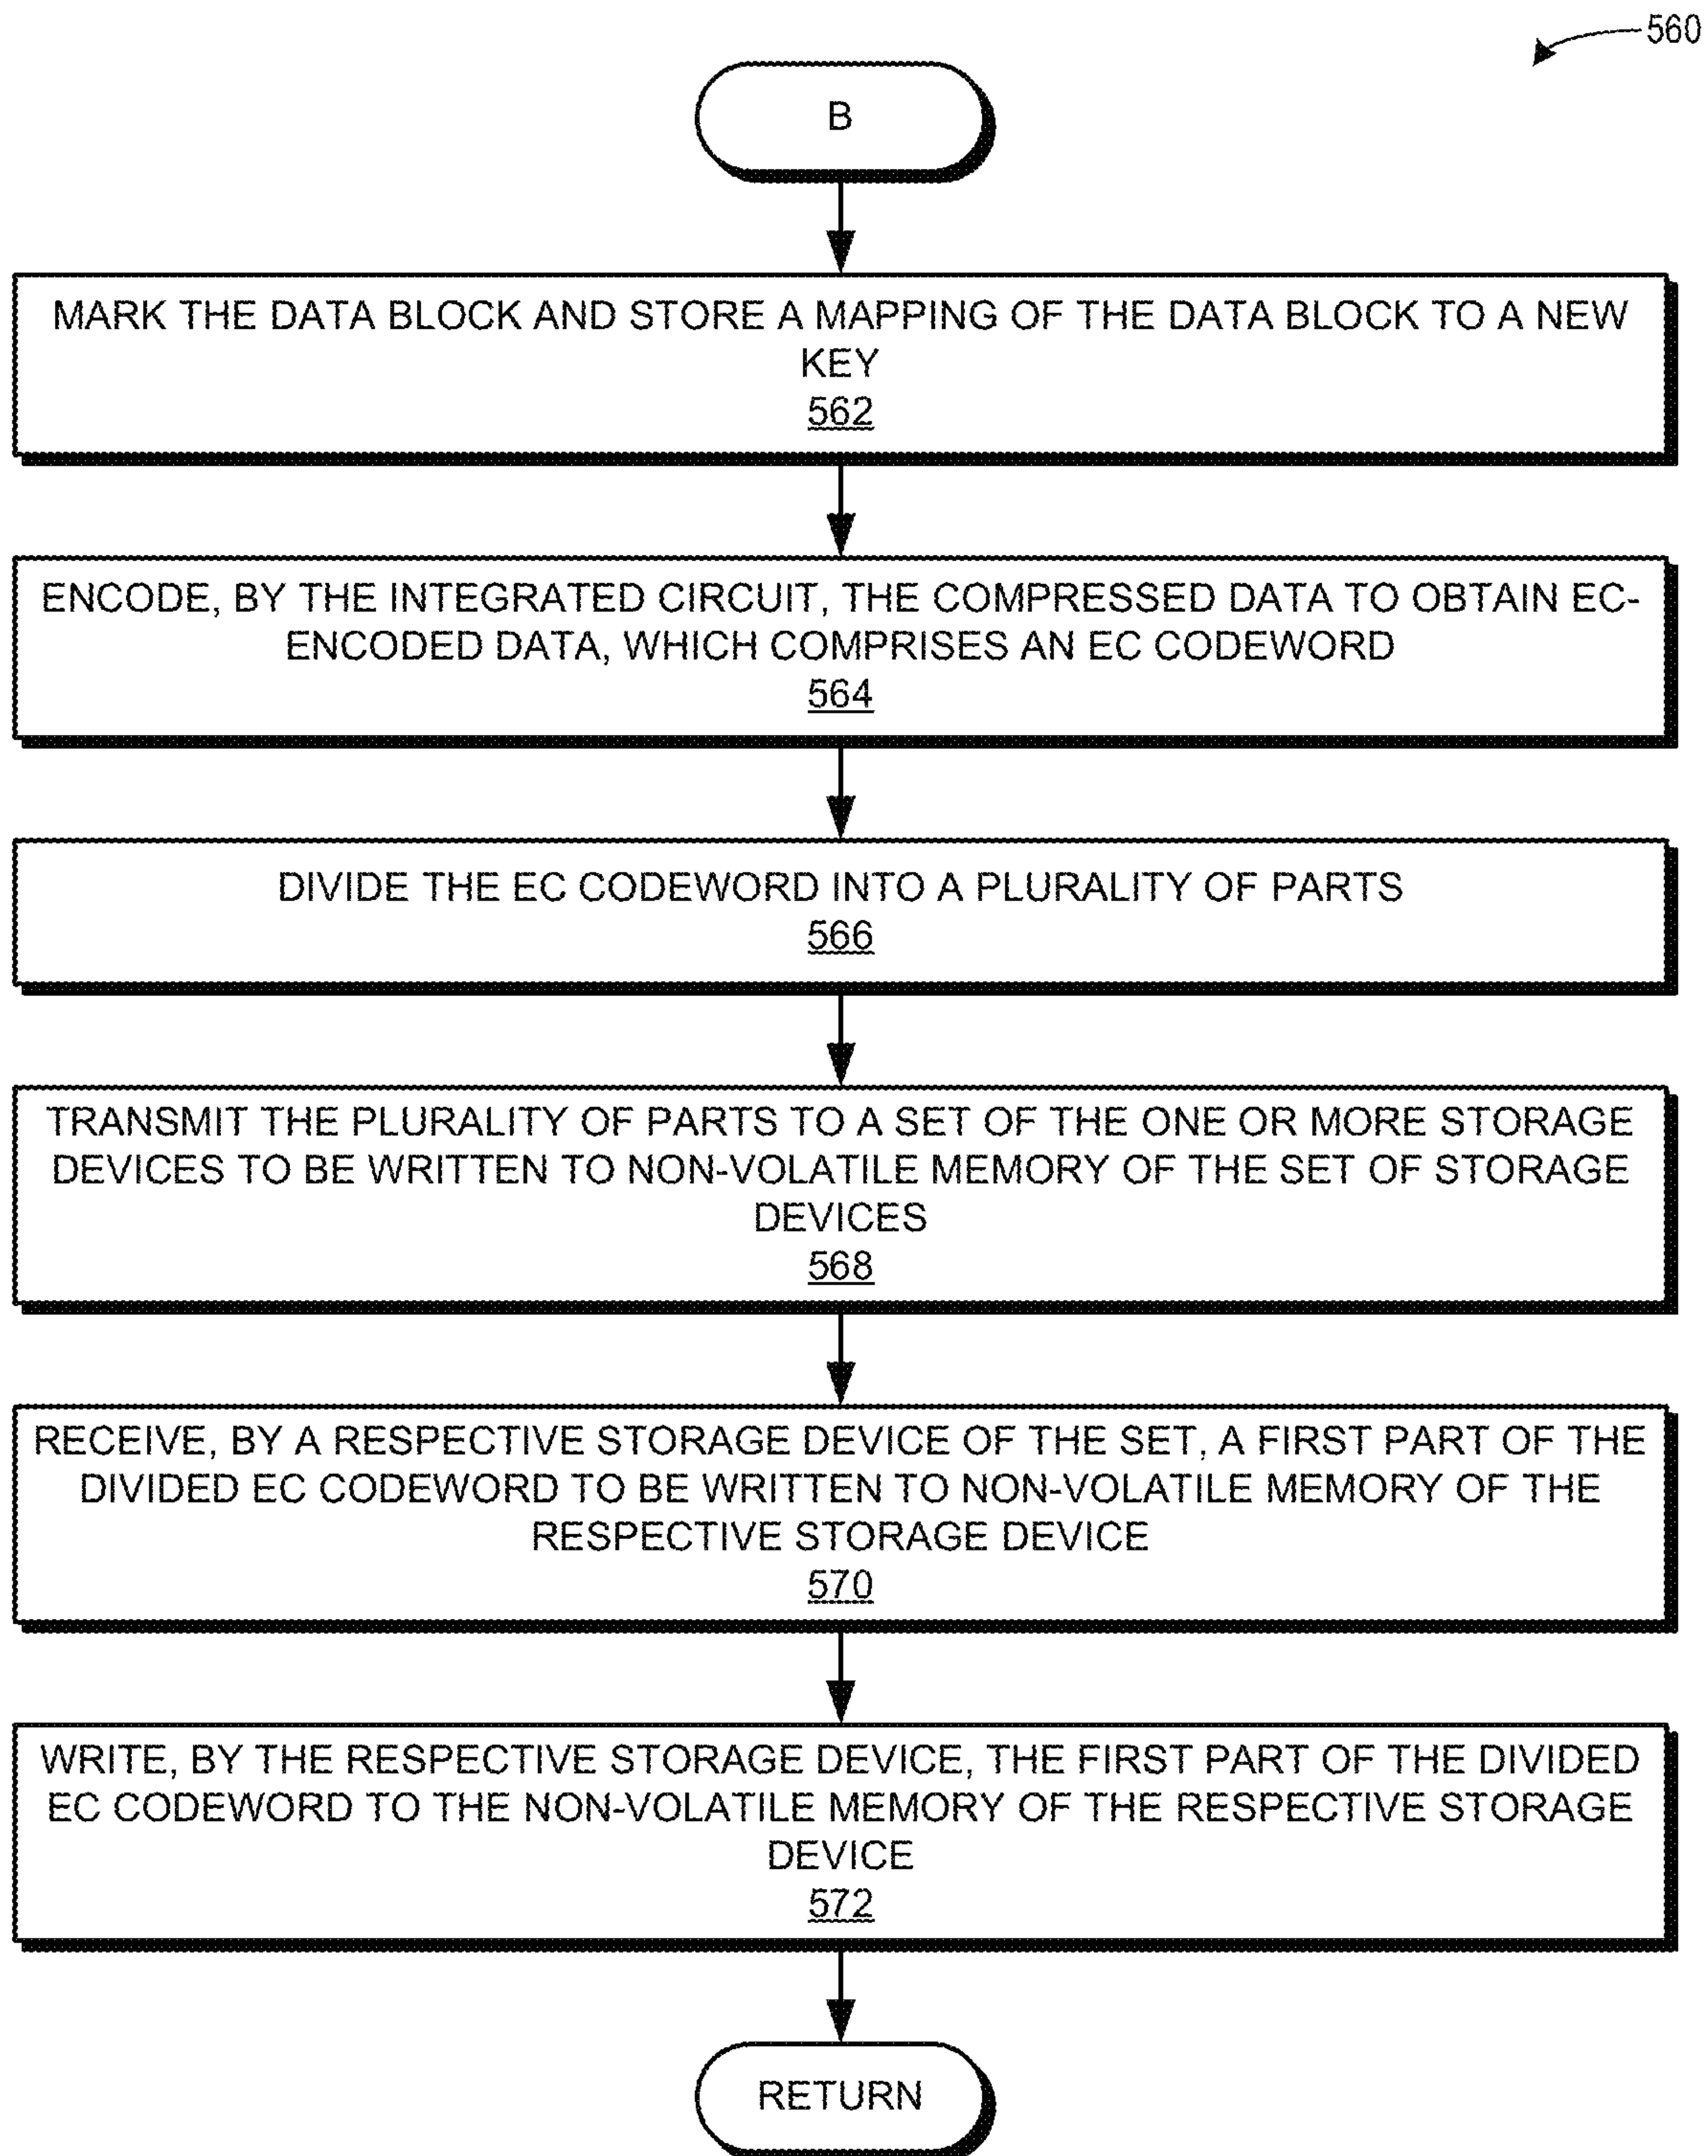 560
B
MARK THE DATA BLOCK AND STORE A MAPPING OF THE DATA BLOCK TO A NEW
KEY
562
ENCODE, BY THE INTEGRATED CIRCUIT, THE COMPRESSED DATA TO OBTAIN EC-
ENCODED DATA, WHICH COMPRISES AN EC CODEWORD
564
DIVIDE THE EC CODEWORD INTO A PLURALITY OF PARTS
566
TRANSMIT THE PLURALITY OF PARTS TO A SET OF THE ONE OR MORE STORAGE
DEVICES TO BE WRITTEN TO NON-VOLATILE MEMORY OF THE SET OF STORAGE
DEVICES
568
RECEIVE, BY A RESPECTIVE STORAGE DEVICE OF THE SET, A FIRST PART OF THE
DIVIDED EC CODEWORD TO BE WRITTEN TO NON-VOLATILE MEMORY OF THE
RESPECTIVE STORAGE DEVICE
570
WRITE, BY THE RESPECTIVE STORAGE DEVICE, THE FIRST PART OF THE DIVIDED
EC CODEWORD TO THE NON-VOLATILE MEMORY OF THE RESPECTIVE STORAGE
DEVICE
572
RETURN